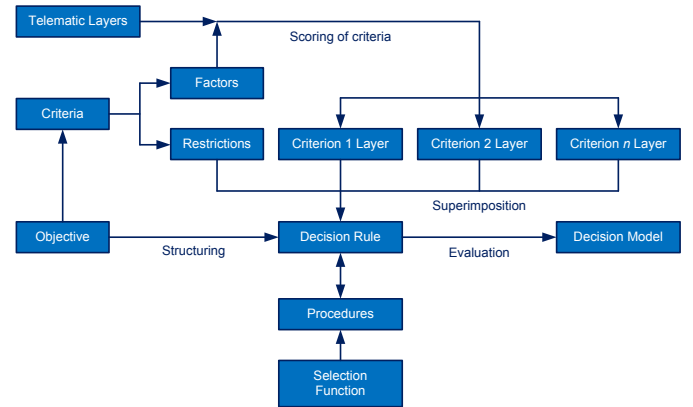 Telematic Layers
Scoring of criteria
Factors
Criteria
Restrictions
Criterion 1 Layer
Criterion 2 Layer
Criterion n Layer
Superimposition
Objective
Structuring
Decision Rule
Evaluation
Decision Model
Procedures
Selection
Function